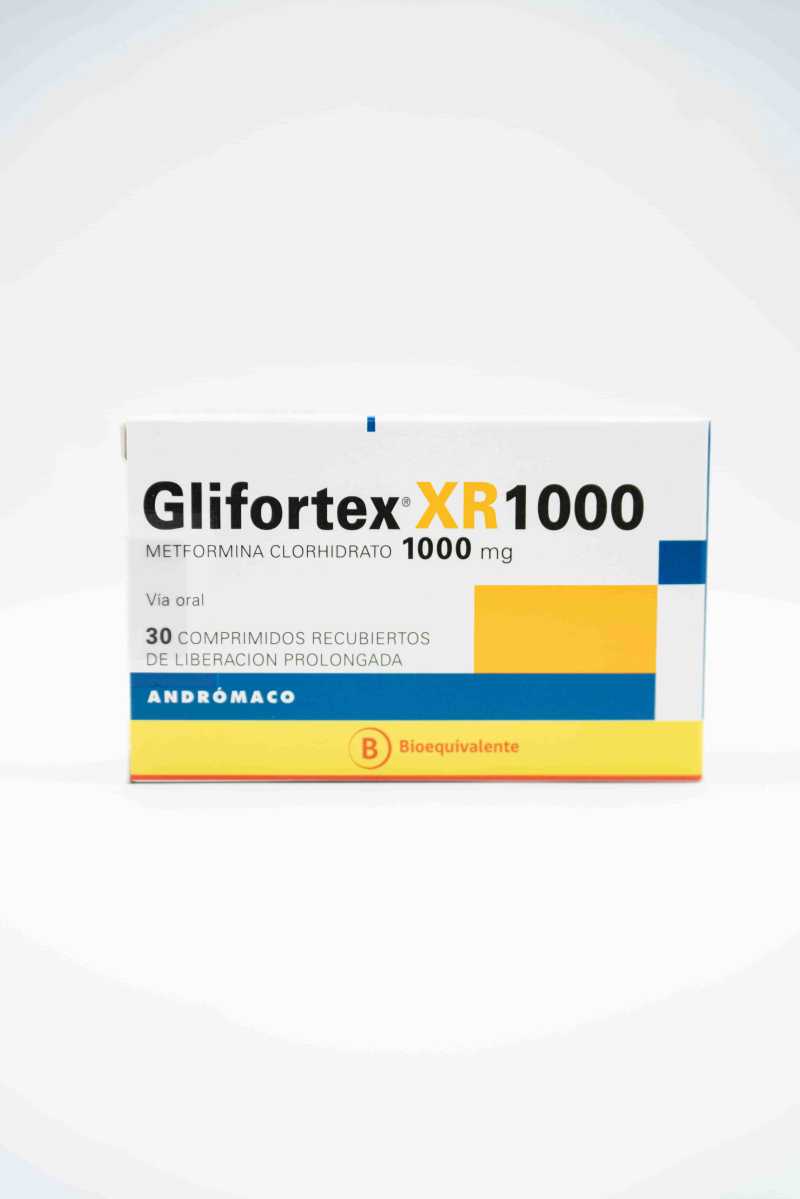 Glifortex® XR1000
METFORMINA CLORHIDRATO 1000 mg
Vía oral
30 COMPRIMIDOS RECUBIERTOS
DE LIBERACION PROLONGADA
ANDRÓMACO
B Bioequivalente